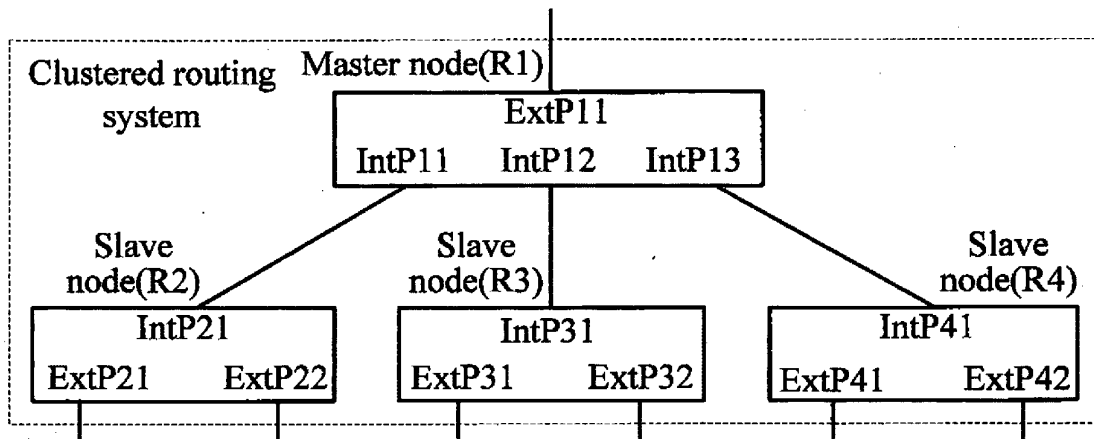 Clustered routing
system
Master node(R1)
ExtP11
IntP11 IntP12 IntP13
Slave
node(R2)
Slave
node(R3)
Slave
node(R4)
IntP21
ExtP21 ExtP22
IntP31
ExtP31 ExtP32
IntP41
ExtP41 ExtP42